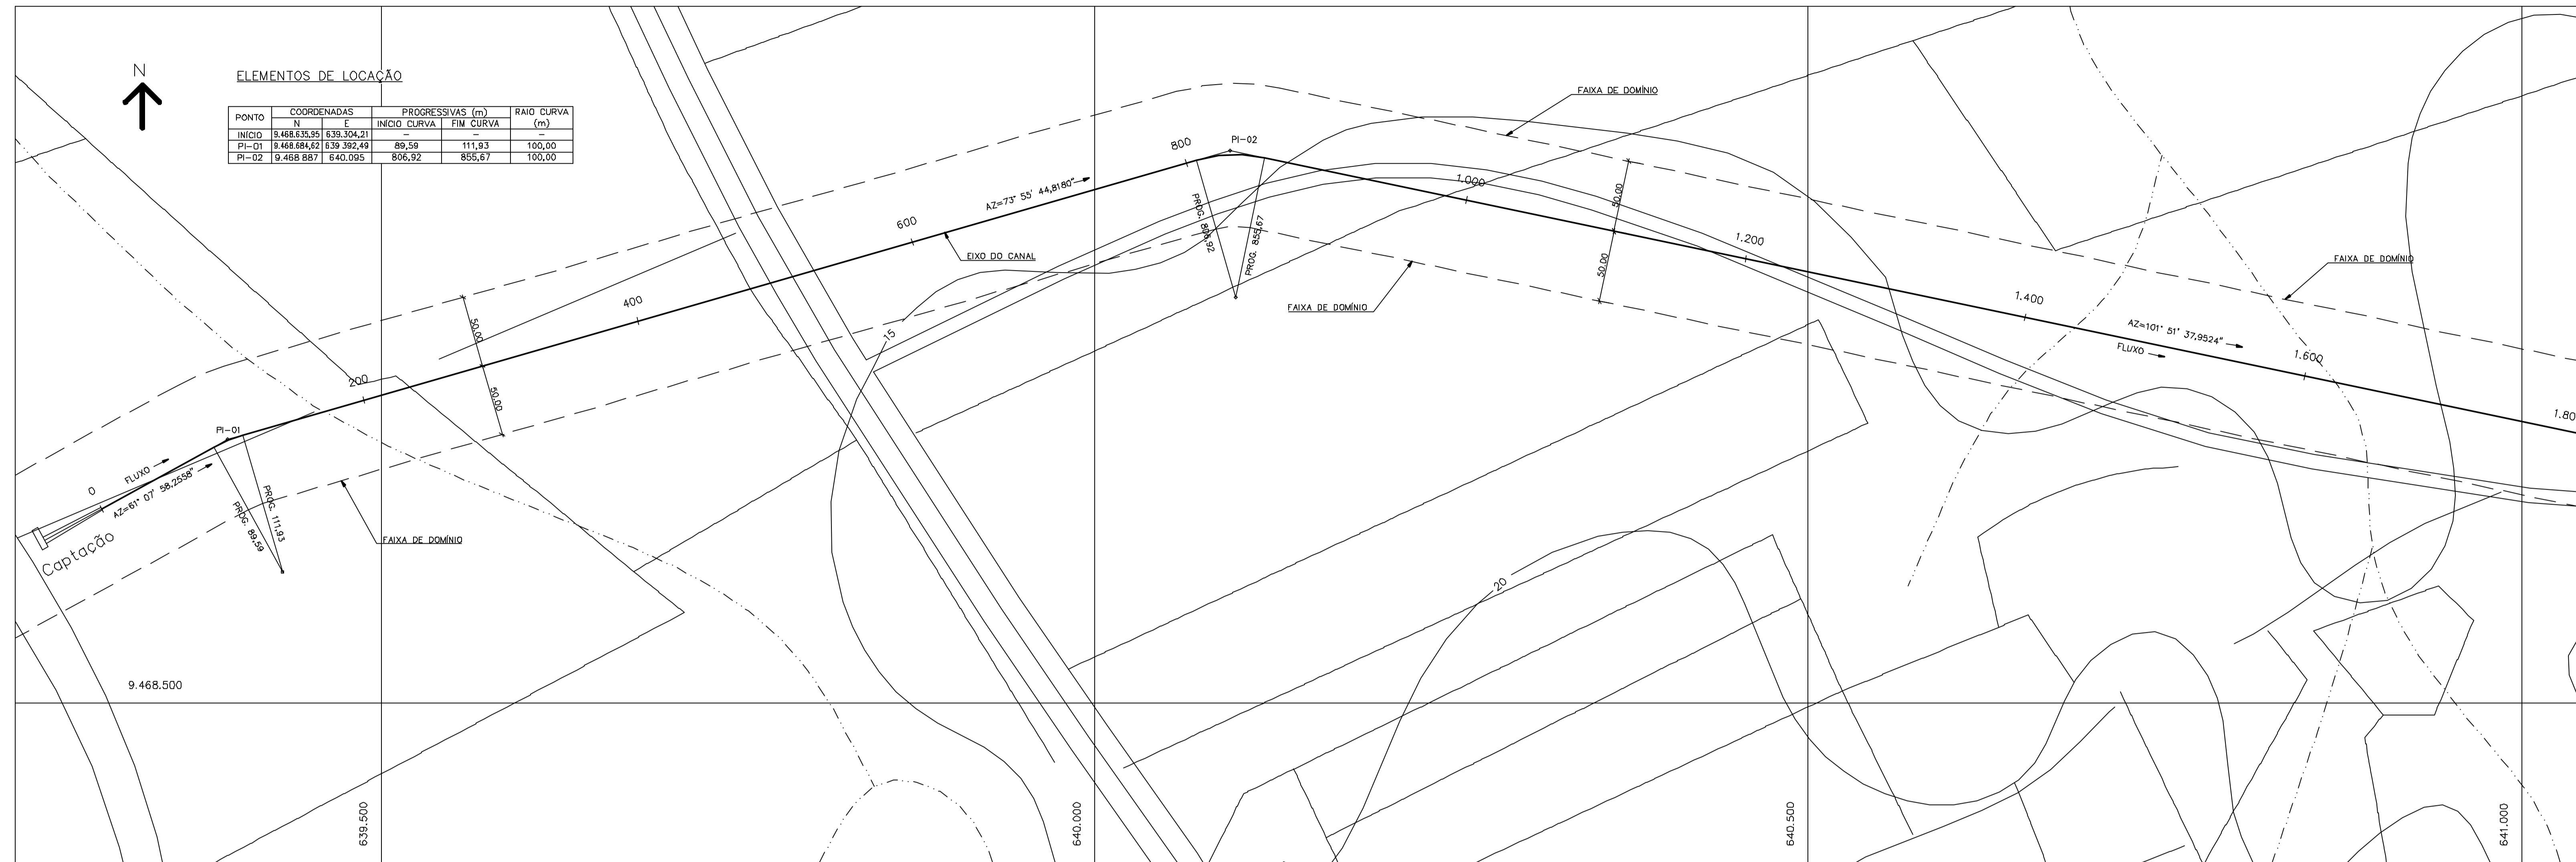 N
ELEMENTOS DE LOCAÇÃO
PONTO COORDENADAS PROGRESSIVAS (m) RAIO CURVA (m)
N E INÍCIO CURVA FIM CURVA
INÍCIO 9.468.635,95 639.304,21 – – –
PI-01 9.468.684,62 639 392,49 89,59 111,93 100,00
PI-02 9.468 887 640.095 806,92 855,67 100,00
FAIXA DE DOMÍNIO
800
PI-02
1.000
AZ=73° 55' 44,8180"
50.00
PROG. 806,92
PROG. 855,67
600
1.200
EIXO DO CANAL
FAIXA DE DOMÍNIO
50.00
1.400
400
FAIXA DE DOMÍNIO
50.00
AZ=101° 51' 37,9524"
15
FLUXO
1.600
200
50.00
1.80
PI-01
FLUXO
0
AZ=61° 07' 58,2558"
PROG. 89,59
PROG. 111,93
FAIXA DE DOMÍNIO
Captação
20
9.468.500
639.500
640.000
640.500
641.000